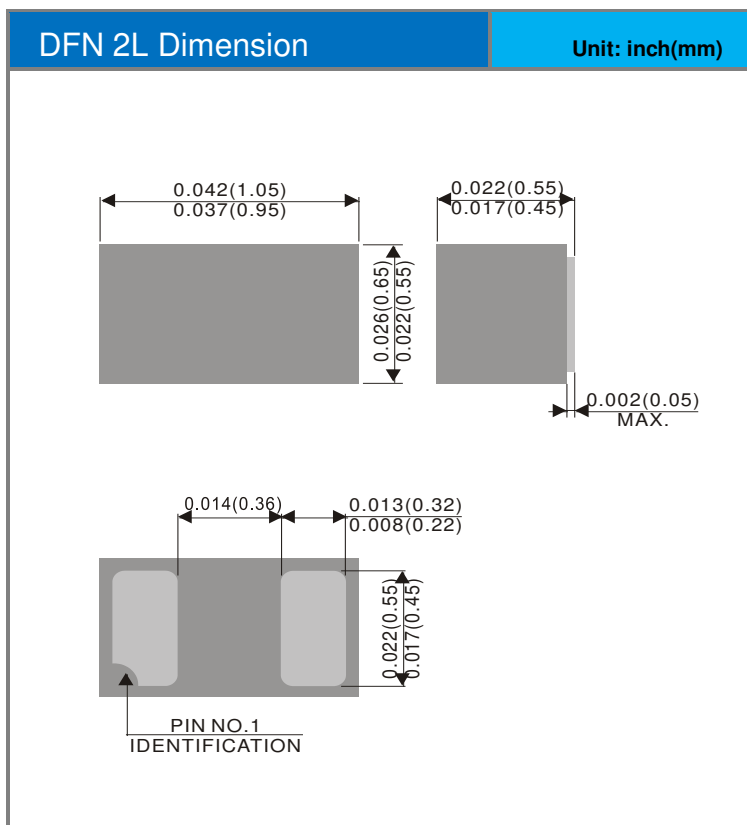 DFN 2L Dimension
Unit: inch(mm)
0.042(1.05)
0.037(0.95)
0.022(0.55)
0.017(0.45)
0.026(0.65)
0.022(0.55)
0.002(0.05)
MAX.
0.014(0.36)
0.013(0.32)
0.008(0.22)
0.022(0.55)
0.017(0.45)
PIN NO.1
IDENTIFICATION